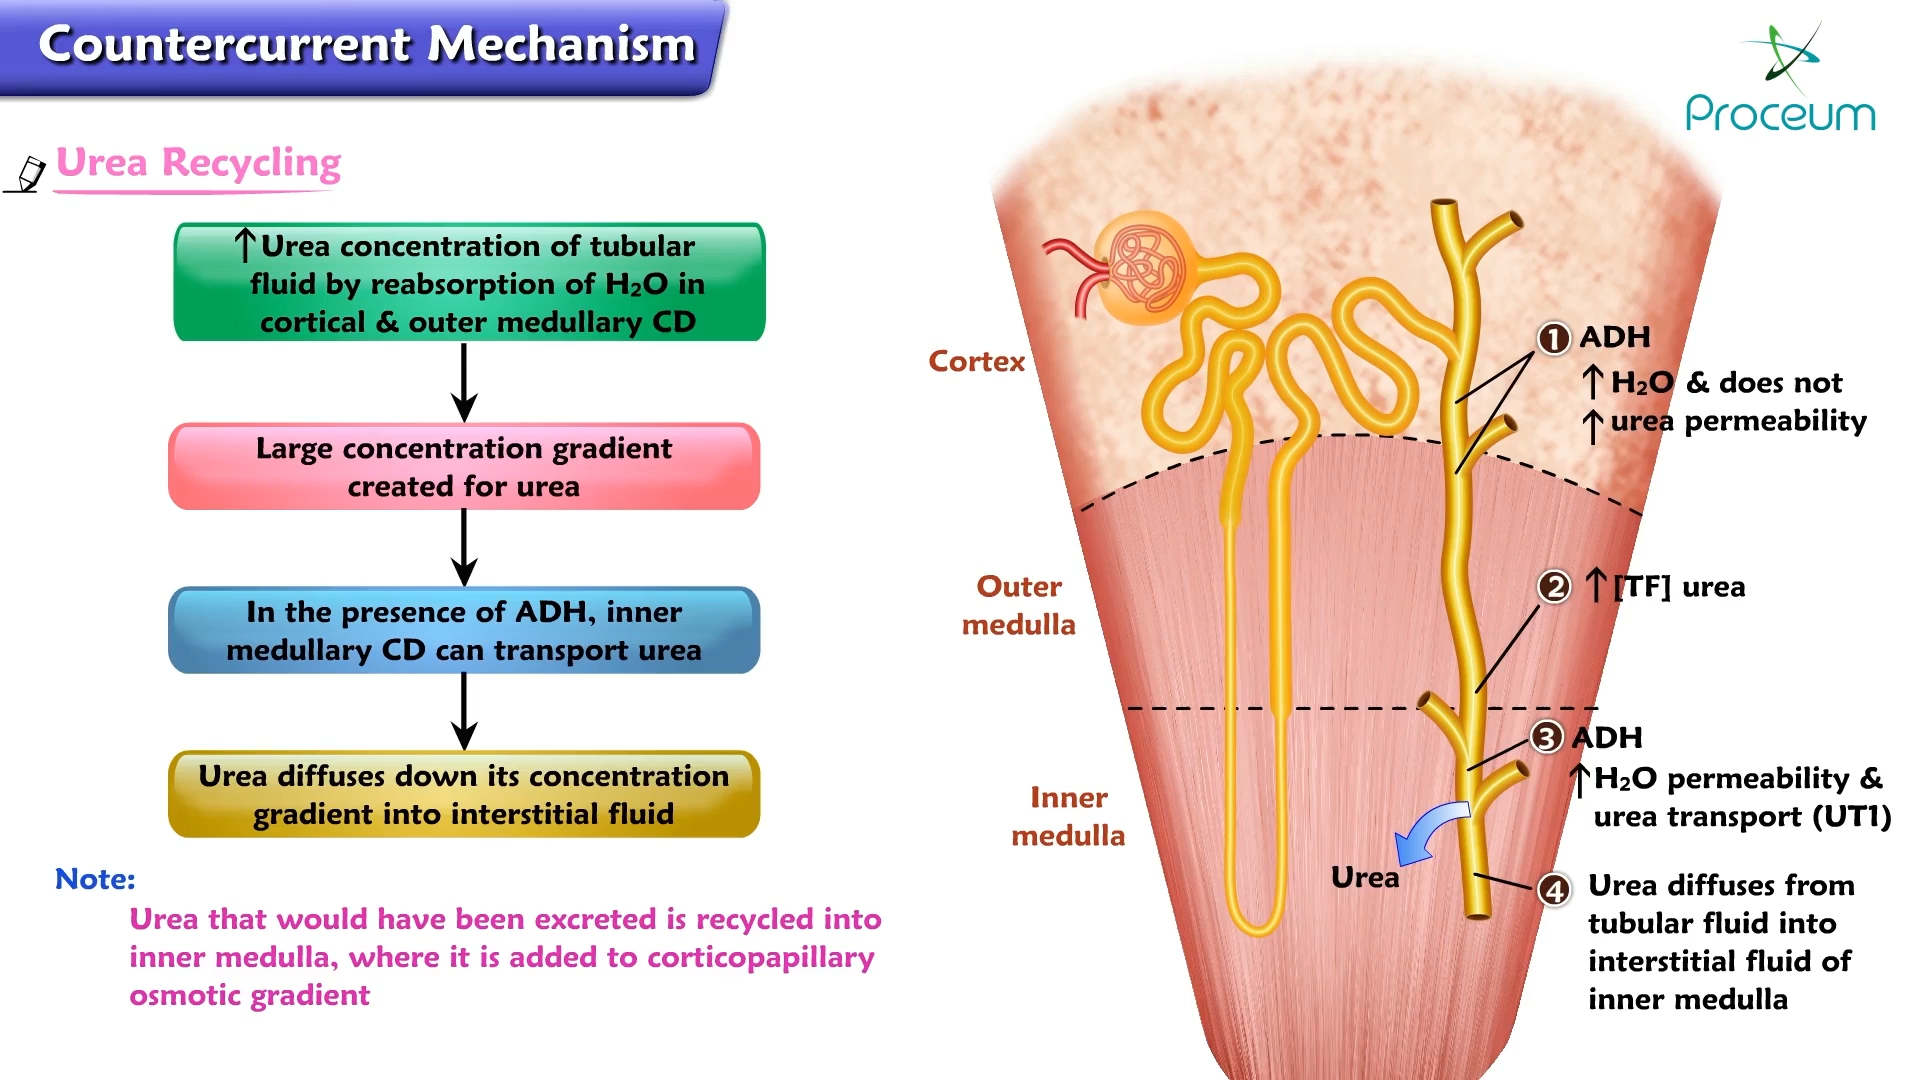 Countercurrent Mechanism
Proceum
Urea Recycling
↑Urea concentration of tubular
fluid by reabsorption of H₂O in
cortical & outer medullary CD
Large concentration gradient
created for urea
In the presence of ADH, inner
medullary CD can transport urea
Urea diffuses down its concentration
gradient into interstitial fluid
Note:
Urea that would have been excreted is recycled into
inner medulla, where it is added to corticopapillary
osmotic gradient
Cortex
Outer
medulla
Inner
medulla
1 ADH
↑H₂O & does not
↑urea permeability
2 ↑[TF] urea
3 ADH
↑H₂O permeability &
urea transport (UT1)
Urea
4 Urea diffuses from
tubular fluid into
interstitial fluid of
inner medulla